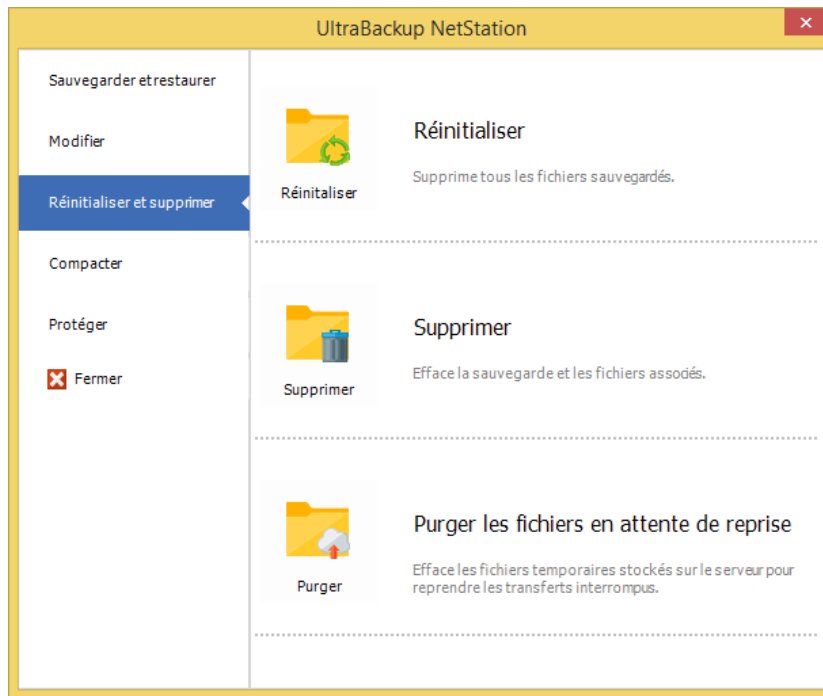 UltraBackup NetStation
Sauvegarder et restaurer
Modifier
Réinitialiser et supprimer
Compacter
Protéger
Fermer
Réinitialiser
Supprime tous les fichiers sauvegardés.
Réinitaliser
Supprimer
Efface la sauvegarde et les fichiers associés.
Supprimer
Purger les fichiers en attente de reprise
Efface les fichiers temporaires stockés sur le serveur pour
reprendre les transferts interrompus.
Purger